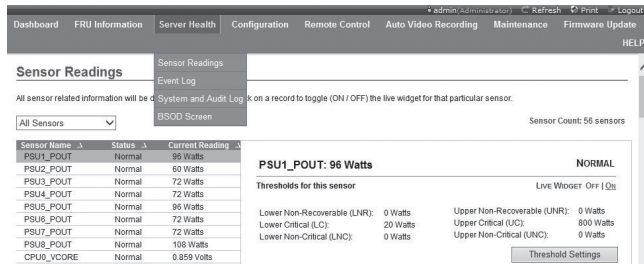 admin(Administrator) Refresh Print Logout
Dashboard FRU Information Server Health Configuration Remote Control Auto Video Recording Maintenance Firmware Update
HELP
Sensor Readings
Event Log
System and Audit Log
BSOD Screen
Sensor Readings
All sensor related information will be d k on a record to toggle (ON / OFF) the live widget for that particular sensor.
All Sensors
Sensor Count: 56 sensors
Sensor Name Status Current Reading
PSU1_POUT Normal 96 Watts
PSU2_POUT Normal 60 Watts
PSU3_POUT Normal 72 Watts
PSU4_POUT Normal 72 Watts
PSU5_POUT Normal 96 Watts
PSU6_POUT Normal 72 Watts
PSU7_POUT Normal 72 Watts
PSU8_POUT Normal 108 Watts
CPU0_VCORE Normal 0.859 Volts
PSU1_POUT: 96 Watts NORMAL
Thresholds for this sensor LIVE WIDGET OFF | ON
Lower Non-Recoverable (LNR): 0 Watts Upper Non-Recoverable (UNR): 0 Watts
Lower Critical (LC): 20 Watts Upper Critical (UC): 800 Watts
Lower Non-Critical (LNC): 0 Watts Upper Non-Critical (UNC): 0 Watts
Threshold Settings